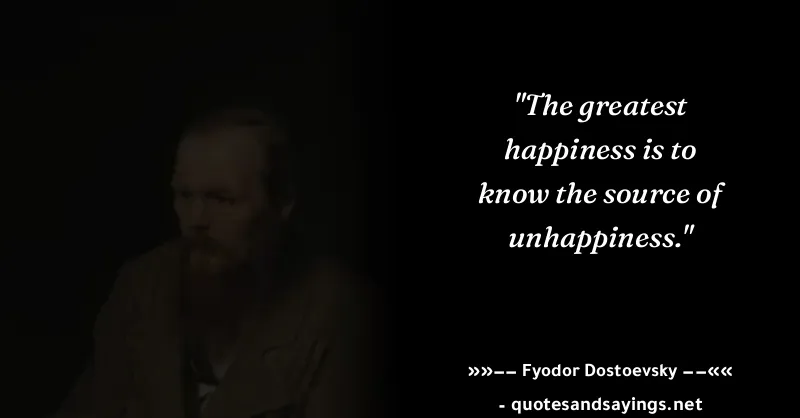 "The greatest
happiness is to
know the source of
unhappiness."
»»−− Fyodor Dostoevsky −−««
- quotesandsayings.net